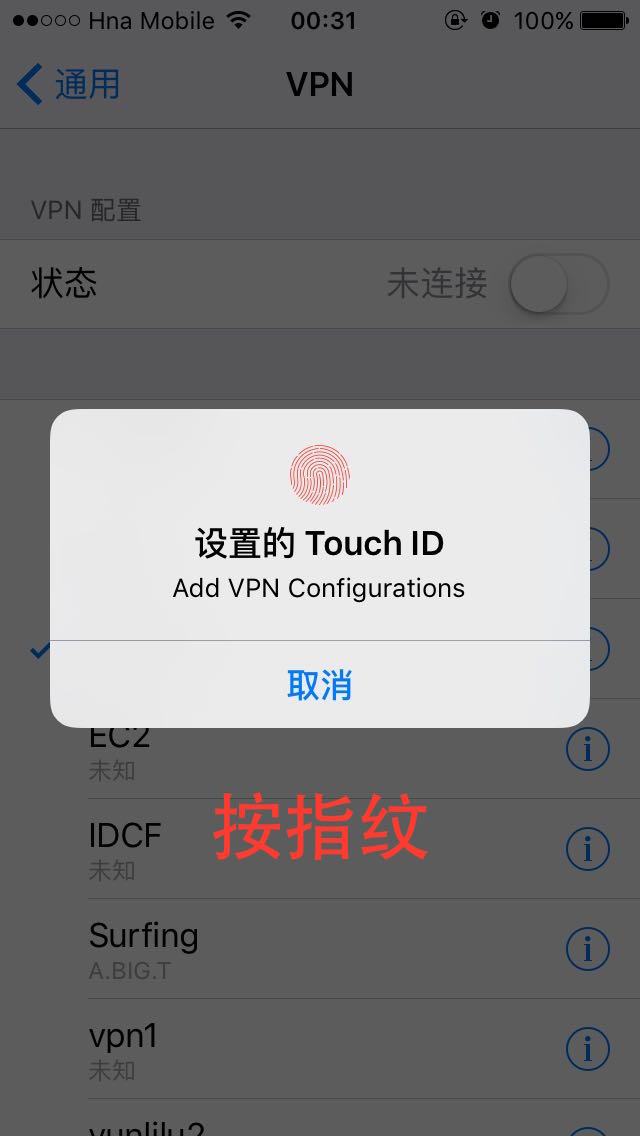 Hna Mobile 00:31 100%
通用 VPN
VPN 配置
状态 未连接
设置的 Touch ID
Add VPN Configurations
取消
EC2
未知
按指纹
IDCF
未知
Surfing
A.BIG.T
vpn1
未知